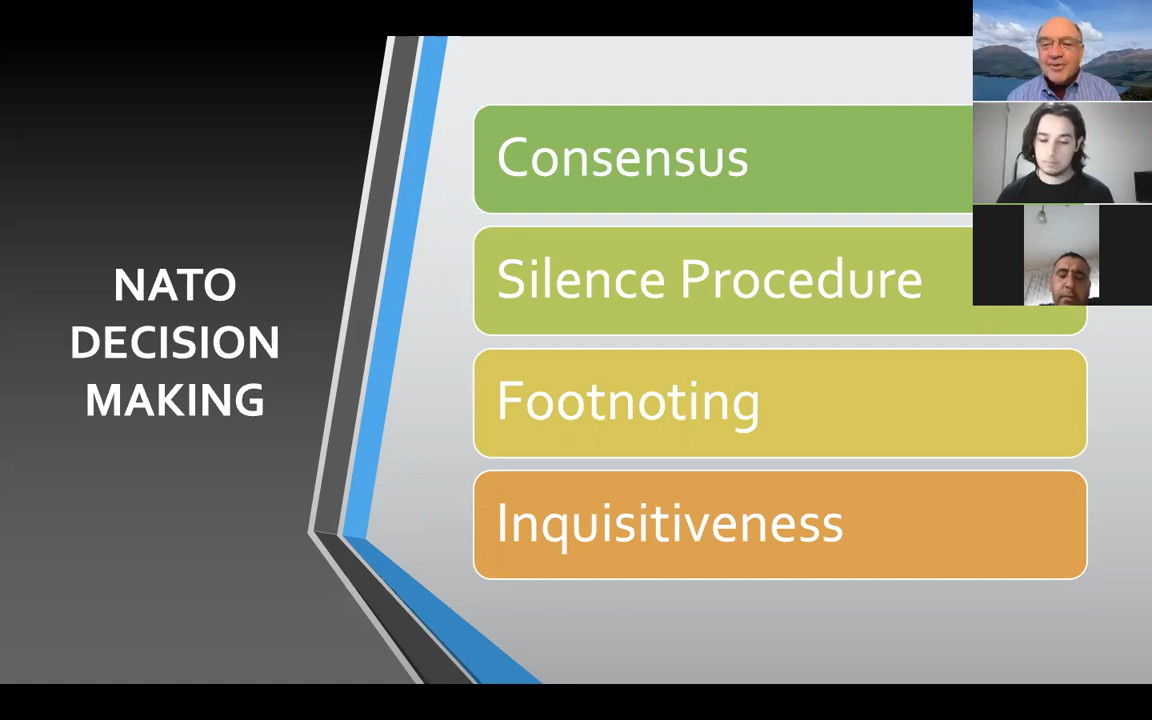 NATO
DECISION
MAKING
Consensus
Silence Procedure
Footnoting
Inquisitiveness